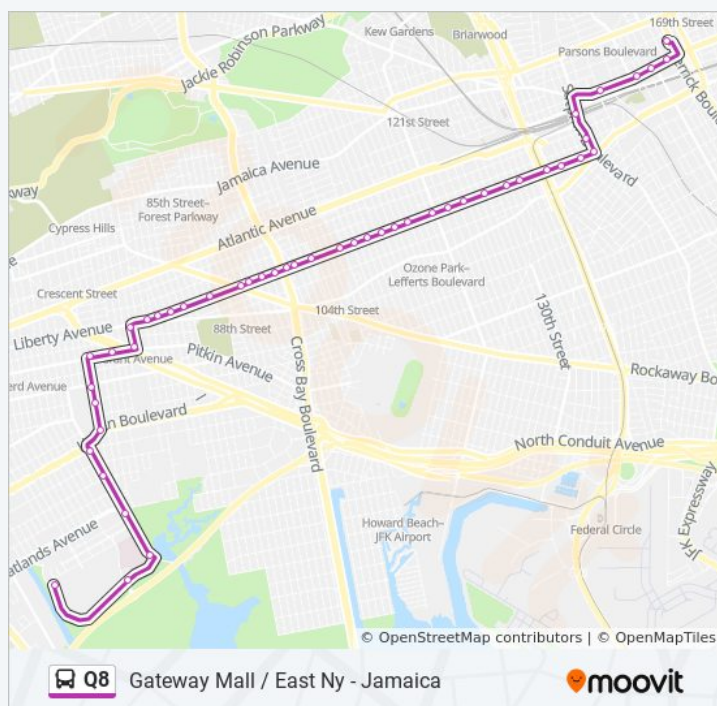 Kew Gardens
Briarwood
169th Street
Parsons Boulevard
Jackie Robinson Parkway
121st Street
Jamaica Avenue
85th Street–
Forest Parkway
Cypress Hills
Atlantic Avenue
Crescent Street
Ozone Park–
Lefferts Boulevard
104th Street
Liberty Avenue
88th Street
Pitkin Avenue
130th Street
Cross Bay Boulevard
North Conduit Avenue
Howard Beach–
JFK Airport
Federal Circle
JFK Expressway
© OpenStreetMap contributors | © OpenMapTiles
Q8 Gateway Mall / East Ny - Jamaica
moovit